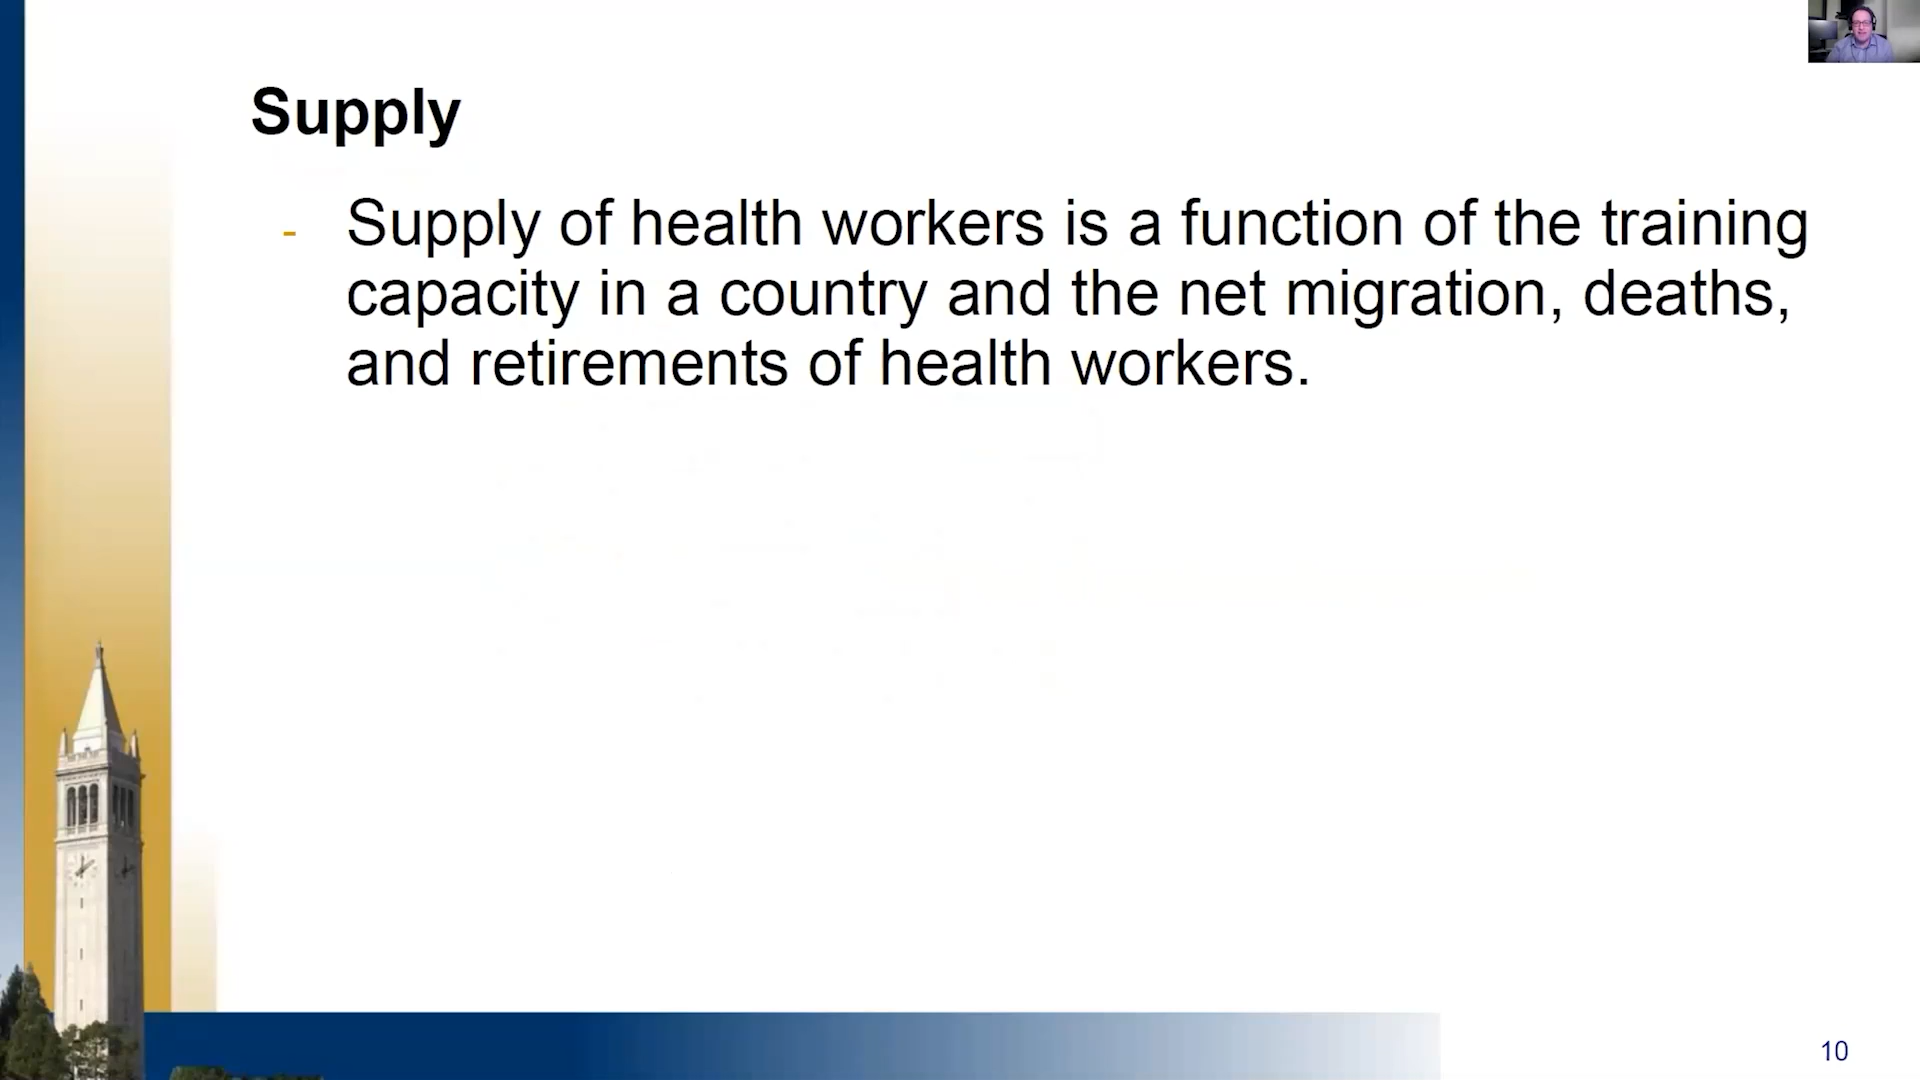 Supply
- Supply of health workers is a function of the training
capacity in a country and the net migration, deaths,
and retirements of health workers.
10